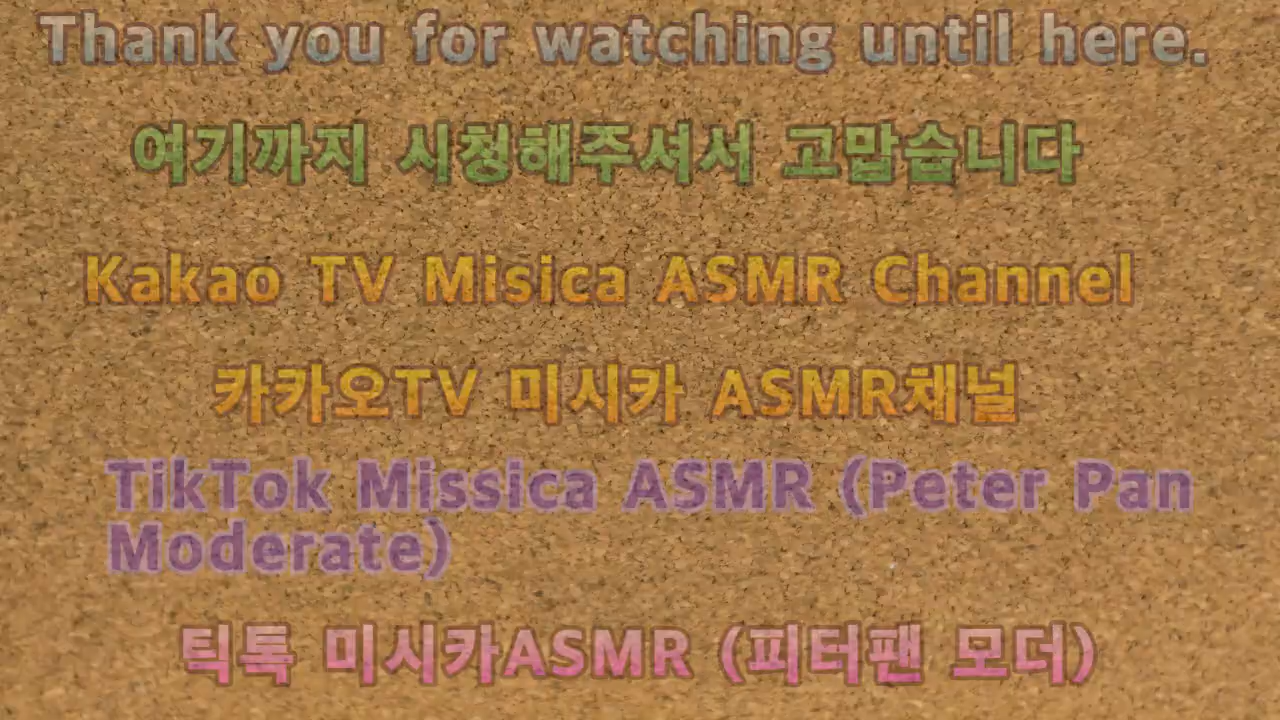 Thank you for watching until here.
여기까지 시청해주셔서 고맙습니다
Kakao TV Misica ASMR Channel
카카오TV 미시카 ASMR채널
TikTok Missica ASMR (Peter Pan
Moderate)
틱톡 미시카ASMR (피터팬 모더)